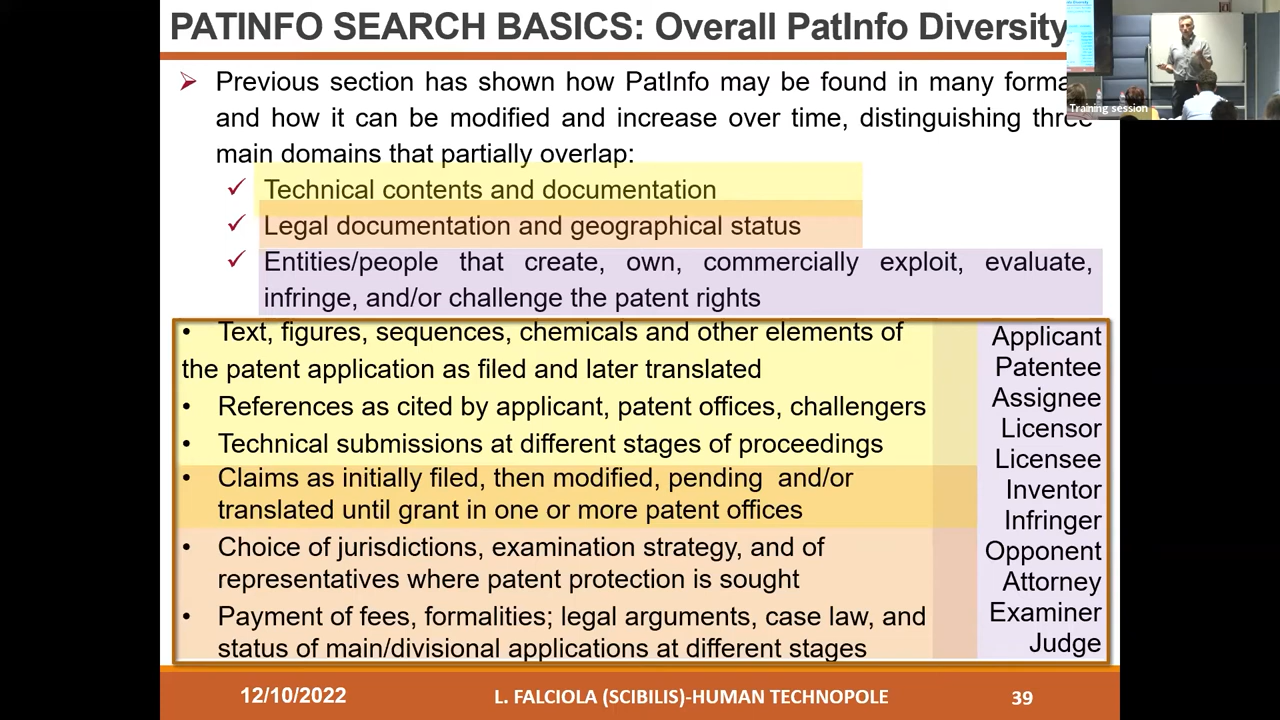 PATINFO SEARCH BASICS: Overall PatInfo Diversity
➢ Previous section has shown how PatInfo may be found in many forma
and how it can be modified and increase over time, distinguishing three
main domains that partially overlap:
✓ Technical contents and documentation
✓ Legal documentation and geographical status
✓ Entities/people that create, own, commercially exploit, evaluate,
infringe, and/or challenge the patent rights
• Text, figures, sequences, chemicals and other elements of
the patent application as filed and later translated
• References as cited by applicant, patent offices, challengers
• Technical submissions at different stages of proceedings
• Claims as initially filed, then modified, pending and/or
translated until grant in one or more patent offices
• Choice of jurisdictions, examination strategy, and of
representatives where patent protection is sought
• Payment of fees, formalities; legal arguments, case law, and
status of main/divisional applications at different stages
Applicant
Patentee
Assignee
Licensor
Licensee
Inventor
Infringer
Opponent
Attorney
Examiner
Judge
Training session
12/10/2022
L. FALCIOLA (SCIBILIS)-HUMAN TECHNOPOLE
39